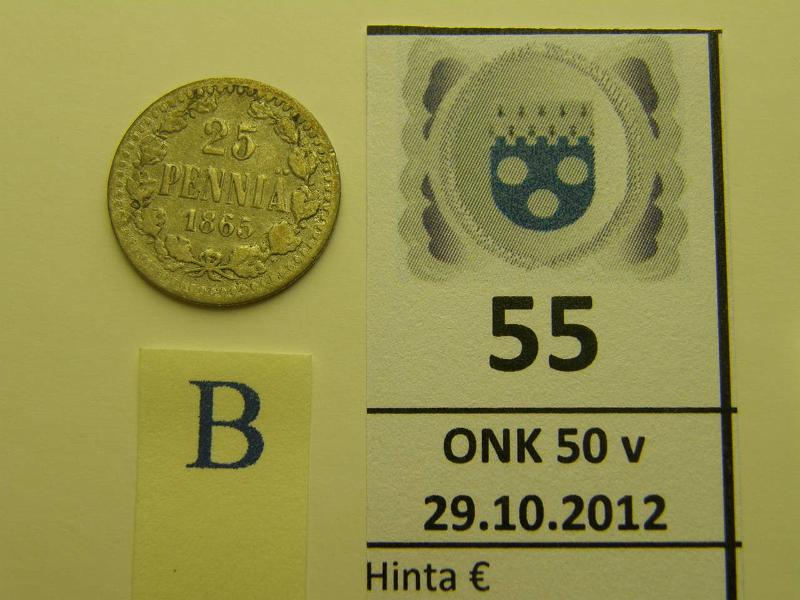 25
PENNIÄ
1865
B
55
ONK 50 v
29.10.2012
Hinta €